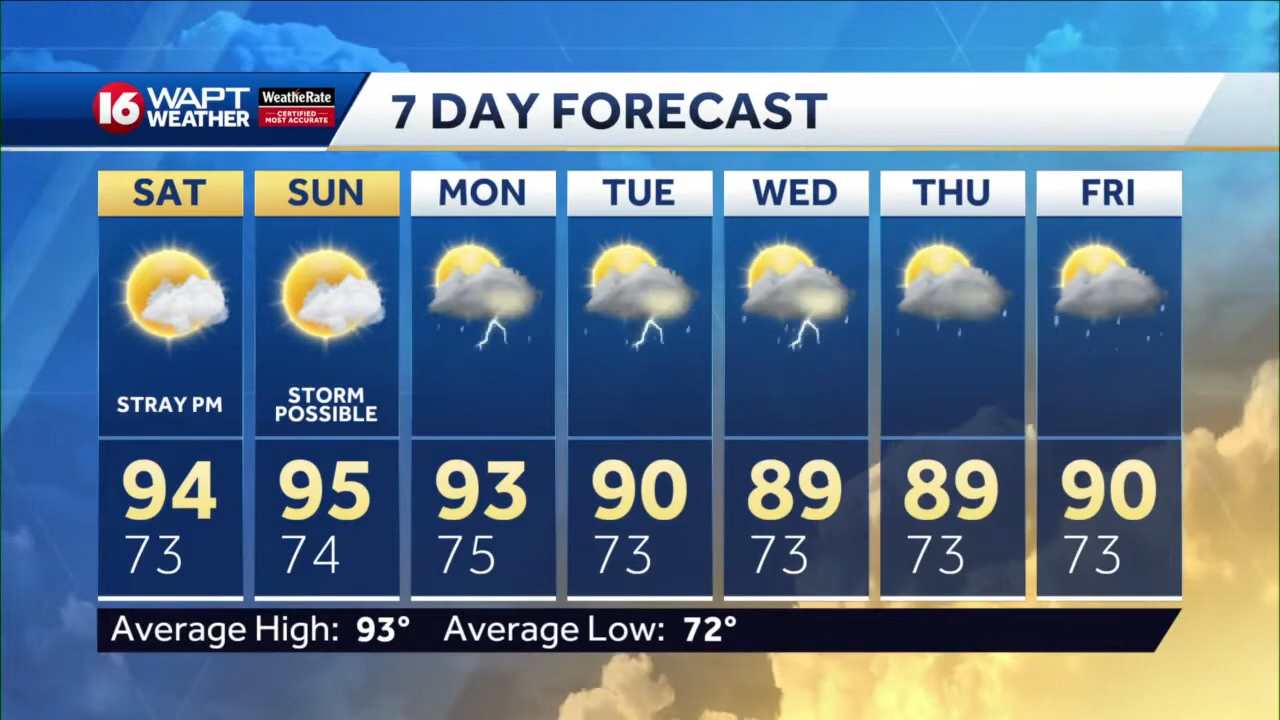 16 WAPT WEATHER
WeatheRate
CERTIFIED
MOST ACCURATE
7 DAY FORECAST
SAT SUN MON TUE WED THU FRI
STRAY PM
STORM
POSSIBLE
94 95 93 90 89 89 90
73 74 75 73 73 73 73
Average High: 93° Average Low: 72°